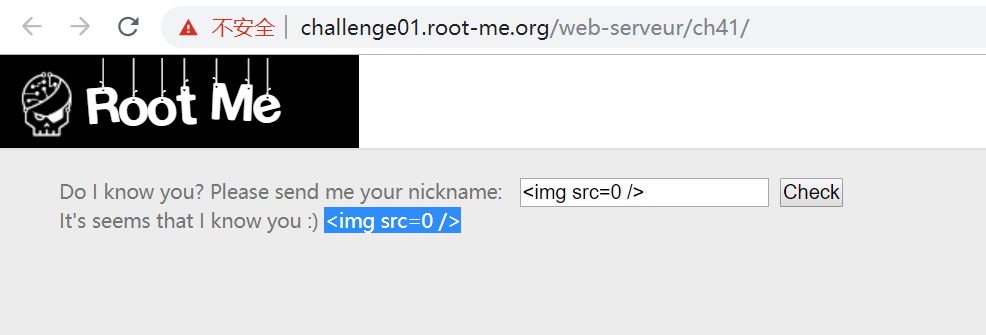 不安全 challenge01.root-me.org/web-serveur/ch41/
Root Me
Do I know you? Please send me your nickname: <img src=0 /> Check
It's seems that I know you :) <img src=0 />